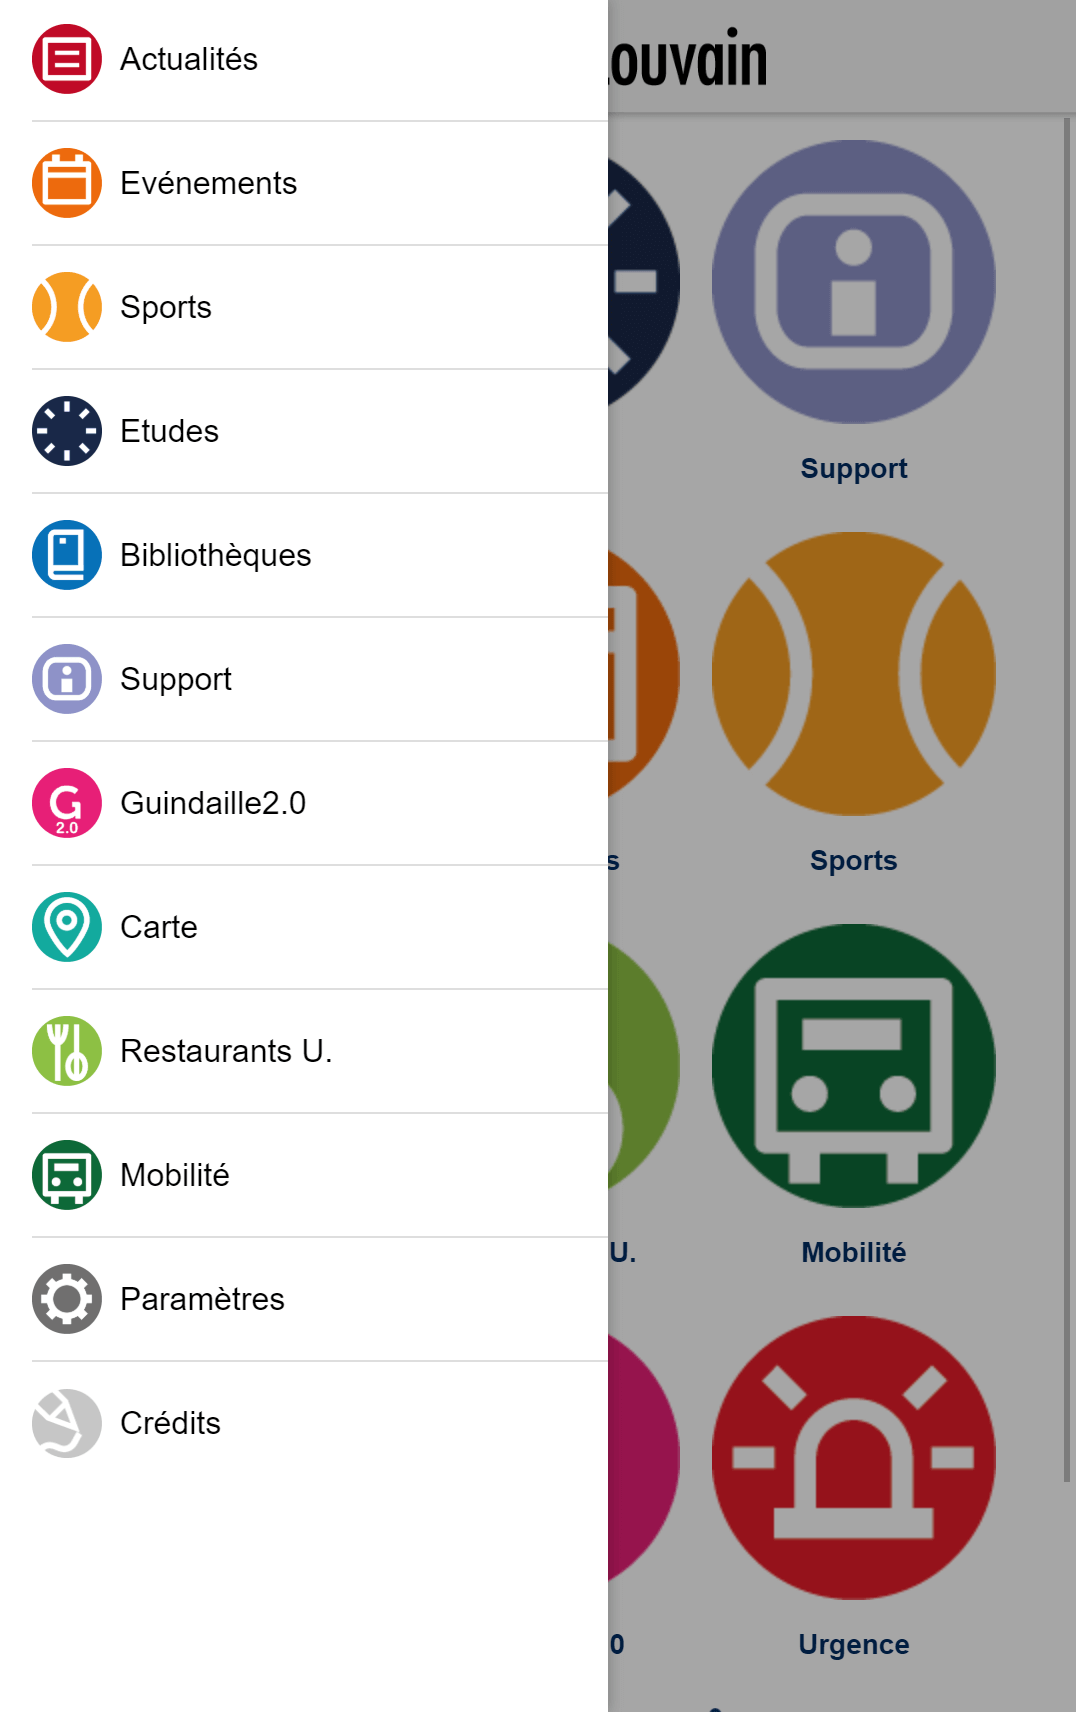 Actualités
Evénements
Sports
Etudes
Bibliothèques
Support
G
2.0
Guindaille2.0
Carte
Restaurants U.
Mobilité
Paramètres
Crédits
ouvain
Support
s
Sports
U.
Mobilité
0
Urgence